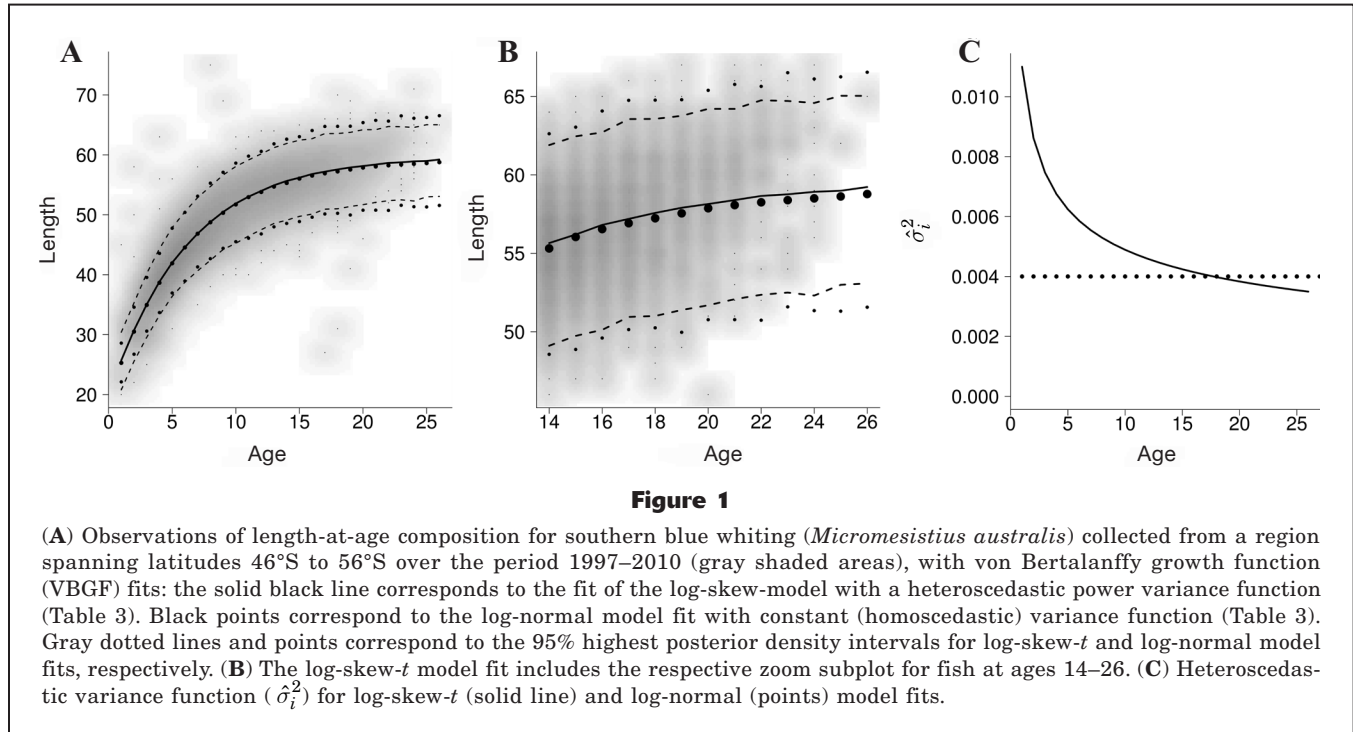 A
B
C
70
60
50
40
30
20
Length
0 5 10 15 20 25
Age
65
60
55
50
Length
14 16 18 20 22 24 26
Age
0.010
0.008
0.006
0.004
0.002
0.000
σ̂ᵢ²
0 5 10 15 20 25
Age
Figure 1
(A) Observations of length-at-age composition for southern blue whiting (Micromesistius australis) collected from a region
spanning latitudes 46°S to 56°S over the period 1997–2010 (gray shaded areas), with von Bertalanffy growth function
(VBGF) fits: the solid black line corresponds to the fit of the log-skew-model with a heteroscedastic power variance function
(Table 3). Black points correspond to the log-normal model fit with constant (homoscedastic) variance function (Table 3).
Gray dotted lines and points correspond to the 95% highest posterior density intervals for log-skew-t and log-normal model
fits, respectively. (B) The log-skew-t model fit includes the respective zoom subplot for fish at ages 14–26. (C) Heteroscedas-
tic variance function (σ̂ᵢ²) for log-skew-t (solid line) and log-normal (points) model fits.